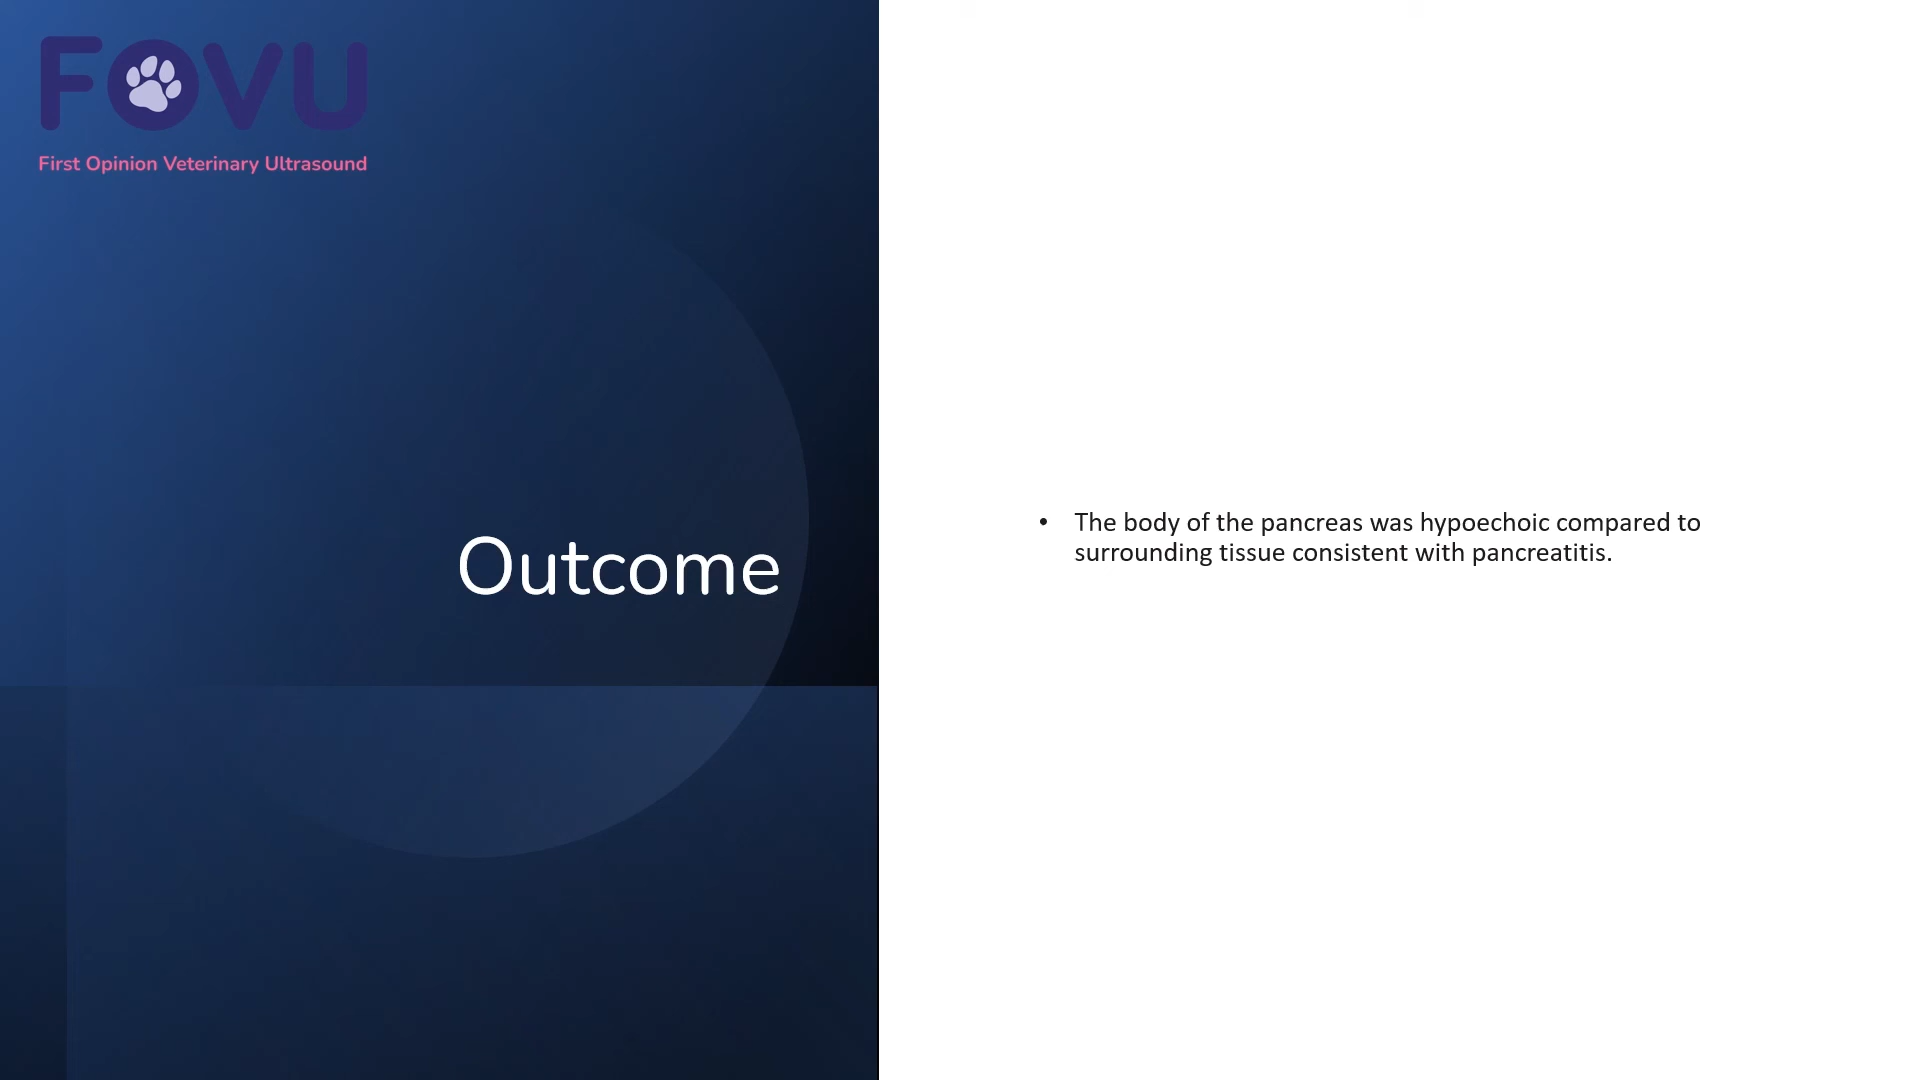 FOVU
First Opinion Veterinary Ultrasound
Outcome
• The body of the pancreas was hypoechoic compared to
surrounding tissue consistent with pancreatitis.